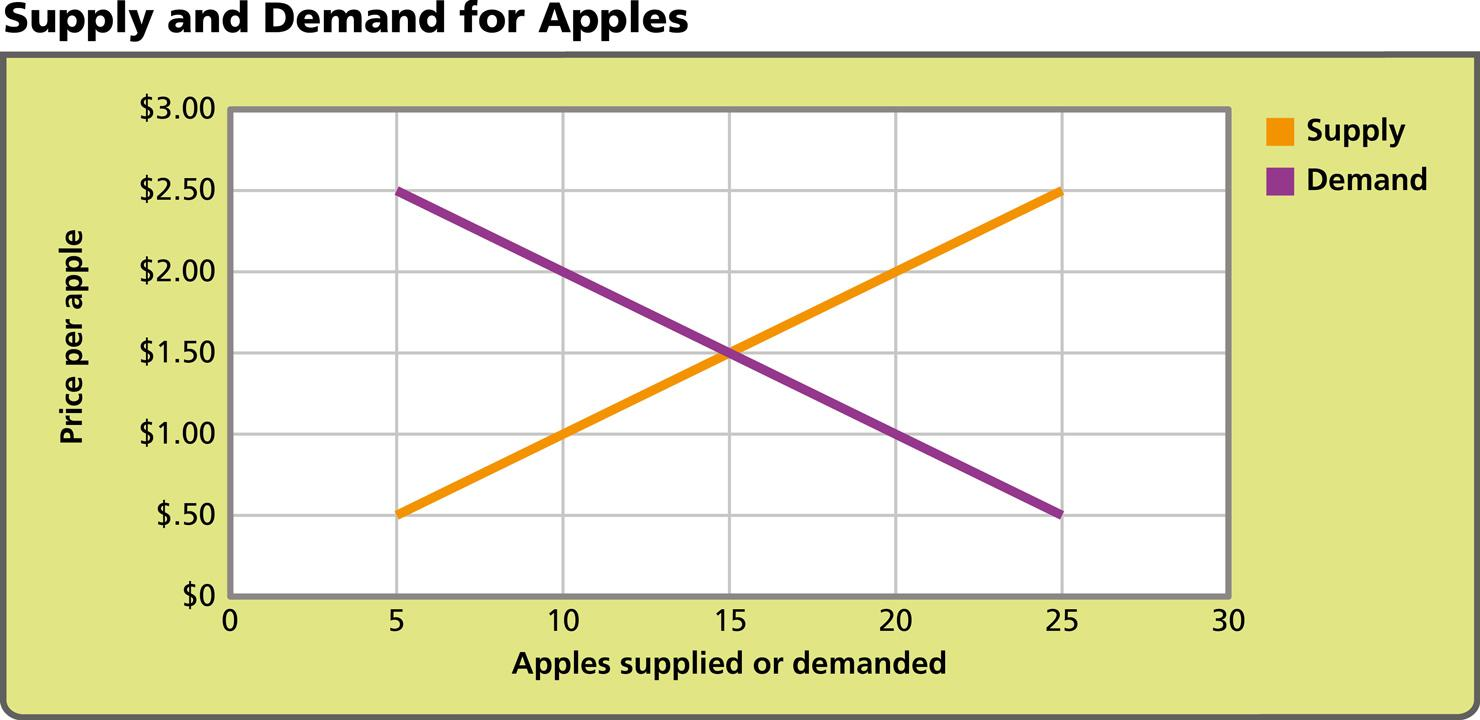 Supply and Demand for Apples
$3.00
$2.50
$2.00
$1.50
$1.00
$.50
$0
Price per apple
0 5 10 15 20 25 30
Apples supplied or demanded
Supply
Demand